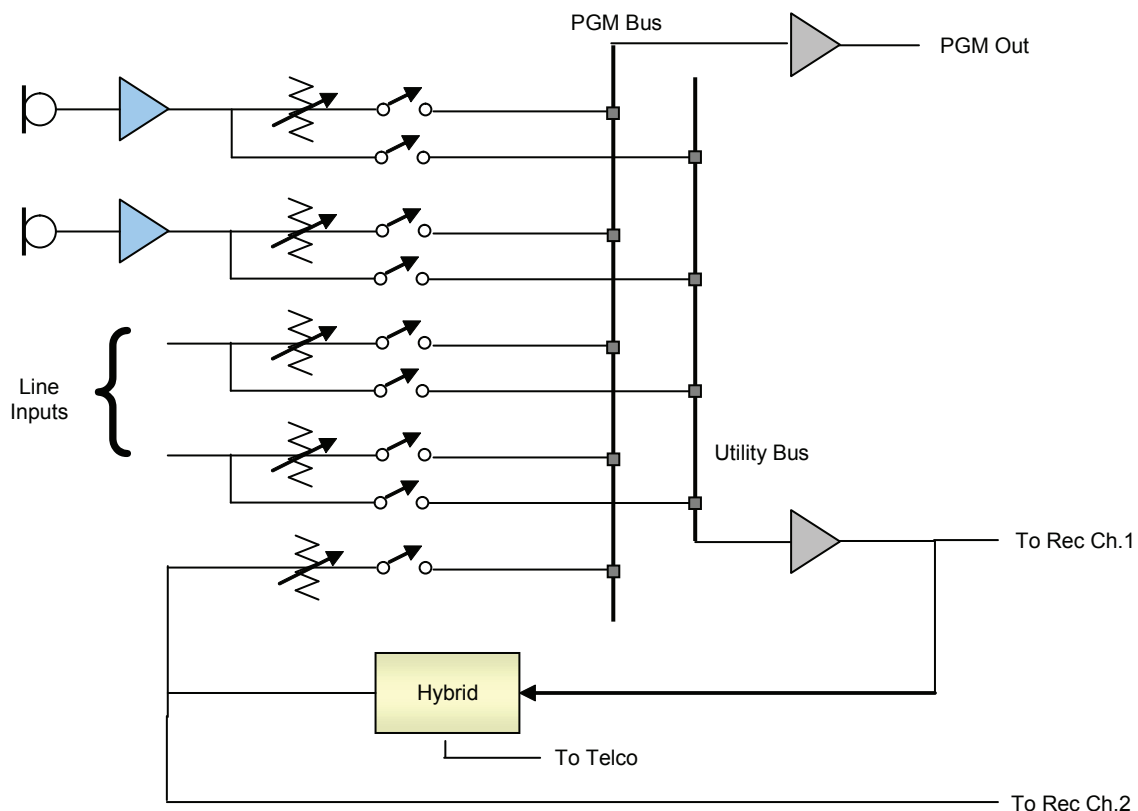 PGM Bus
PGM Out
Line
Inputs
Utility Bus
To Rec Ch.1
Hybrid
To Telco
To Rec Ch.2